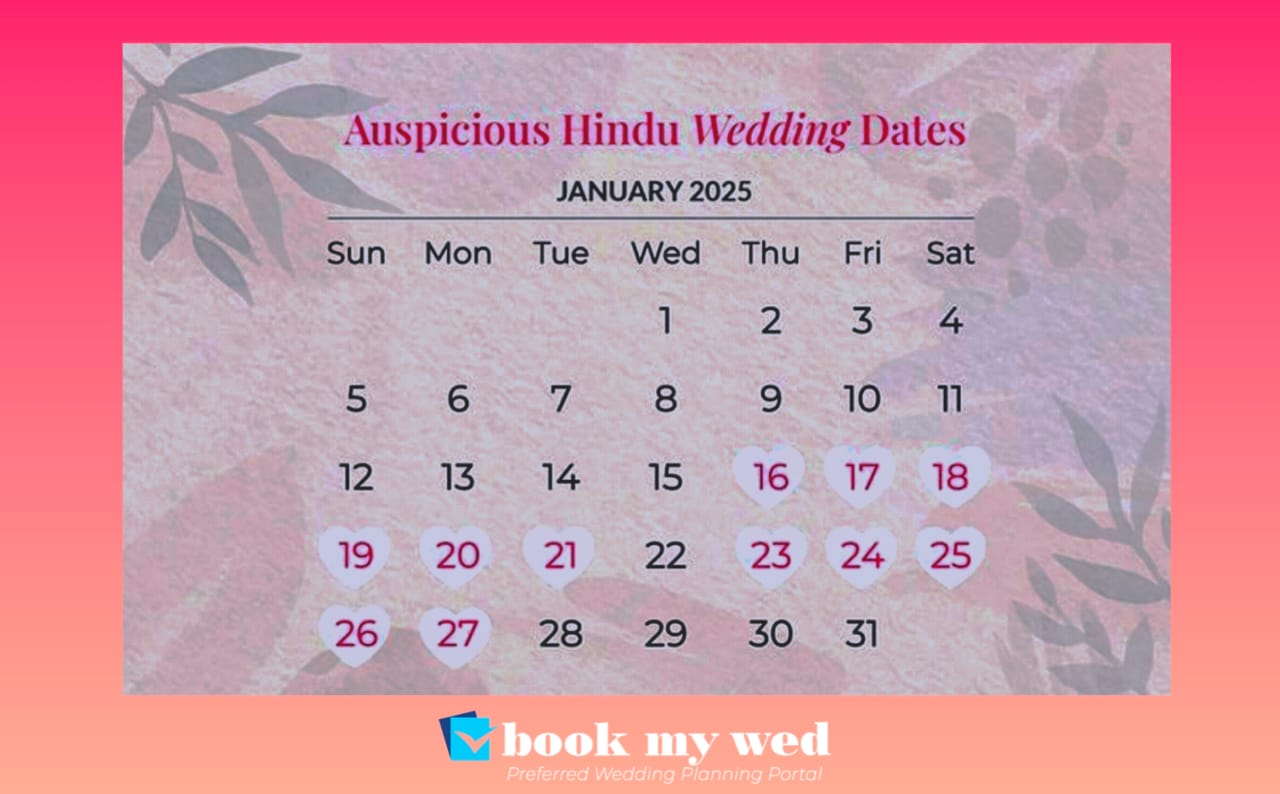 Auspicious Hindu Wedding Dates
JANUARY 2025
Sun Mon Tue Wed Thu Fri Sat
1 2 3 4
5 6 7 8 9 10 11
12 13 14 15 16 17 18
19 20 21 22 23 24 25
26 27 28 29 30 31
book my wed
Preferred Wedding Planning Portal